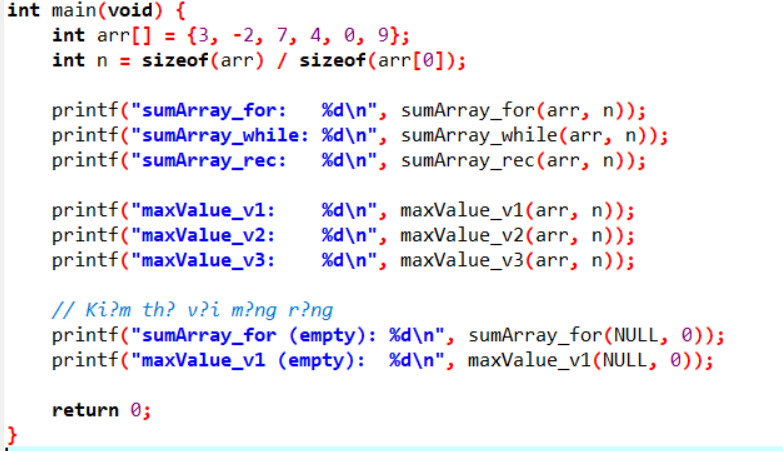 int main(void) {
    int arr[] = {3, -2, 7, 4, 0, 9};
    int n = sizeof(arr) / sizeof(arr[0]);

    printf("sumArray_for:   %d\n", sumArray_for(arr, n));
    printf("sumArray_while: %d\n", sumArray_while(arr, n));
    printf("sumArray_rec:   %d\n", sumArray_rec(arr, n));

    printf("maxValue_v1:    %d\n", maxValue_v1(arr, n));
    printf("maxValue_v2:    %d\n", maxValue_v2(arr, n));
    printf("maxValue_v3:    %d\n", maxValue_v3(arr, n));

    // Ki?m th? v?i m?ng r?ng
    printf("sumArray_for (empty): %d\n", sumArray_for(NULL, 0));
    printf("maxValue_v1 (empty):  %d\n", maxValue_v1(NULL, 0));

    return 0;
}